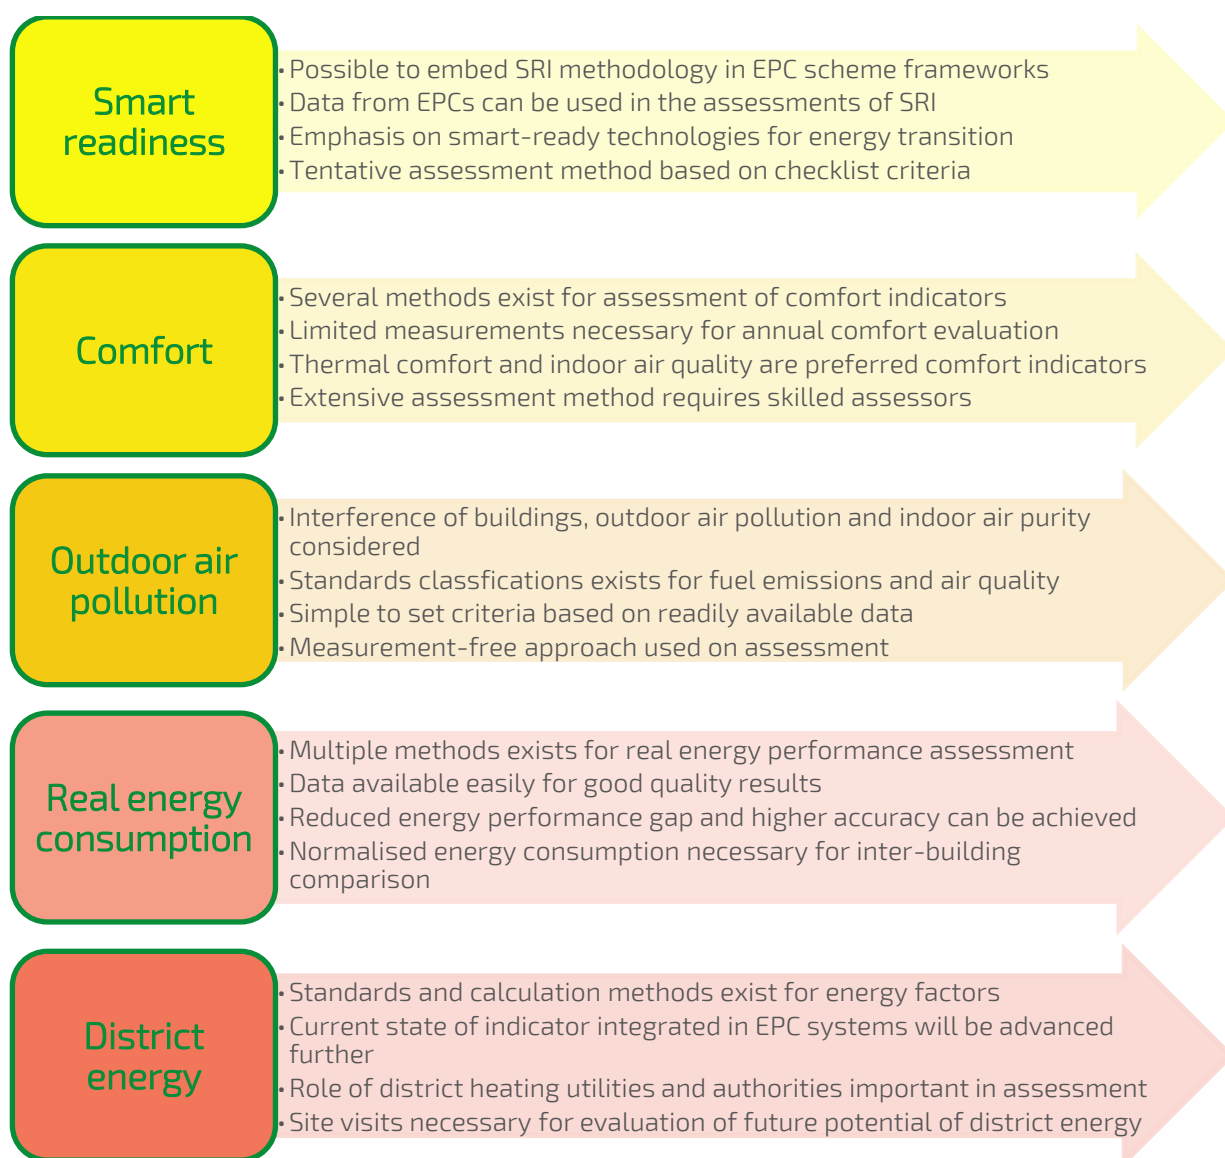 Smart
readiness
• Possible to embed SRI methodology in EPC scheme frameworks
• Data from EPCs can be used in the assessments of SRI
• Emphasis on smart-ready technologies for energy transition
• Tentative assessment method based on checklist criteria
Comfort
• Several methods exist for assessment of comfort indicators
• Limited measurements necessary for annual comfort evaluation
• Thermal comfort and indoor air quality are preferred comfort indicators
• Extensive assessment method requires skilled assessors
Outdoor air
pollution
• Interference of buildings, outdoor air pollution and indoor air purity
considered
• Standards classfications exists for fuel emissions and air quality
• Simple to set criteria based on readily available data
• Measurement-free approach used on assessment
Real energy
consumption
• Multiple methods exists for real energy performance assessment
• Data available easily for good quality results
• Reduced energy performance gap and higher accuracy can be achieved
• Normalised energy consumption necessary for inter-building
comparison
District
energy
• Standards and calculation methods exist for energy factors
• Current state of indicator integrated in EPC systems will be advanced
further
• Role of district heating utilities and authorities important in assessment
• Site visits necessary for evaluation of future potential of district energy